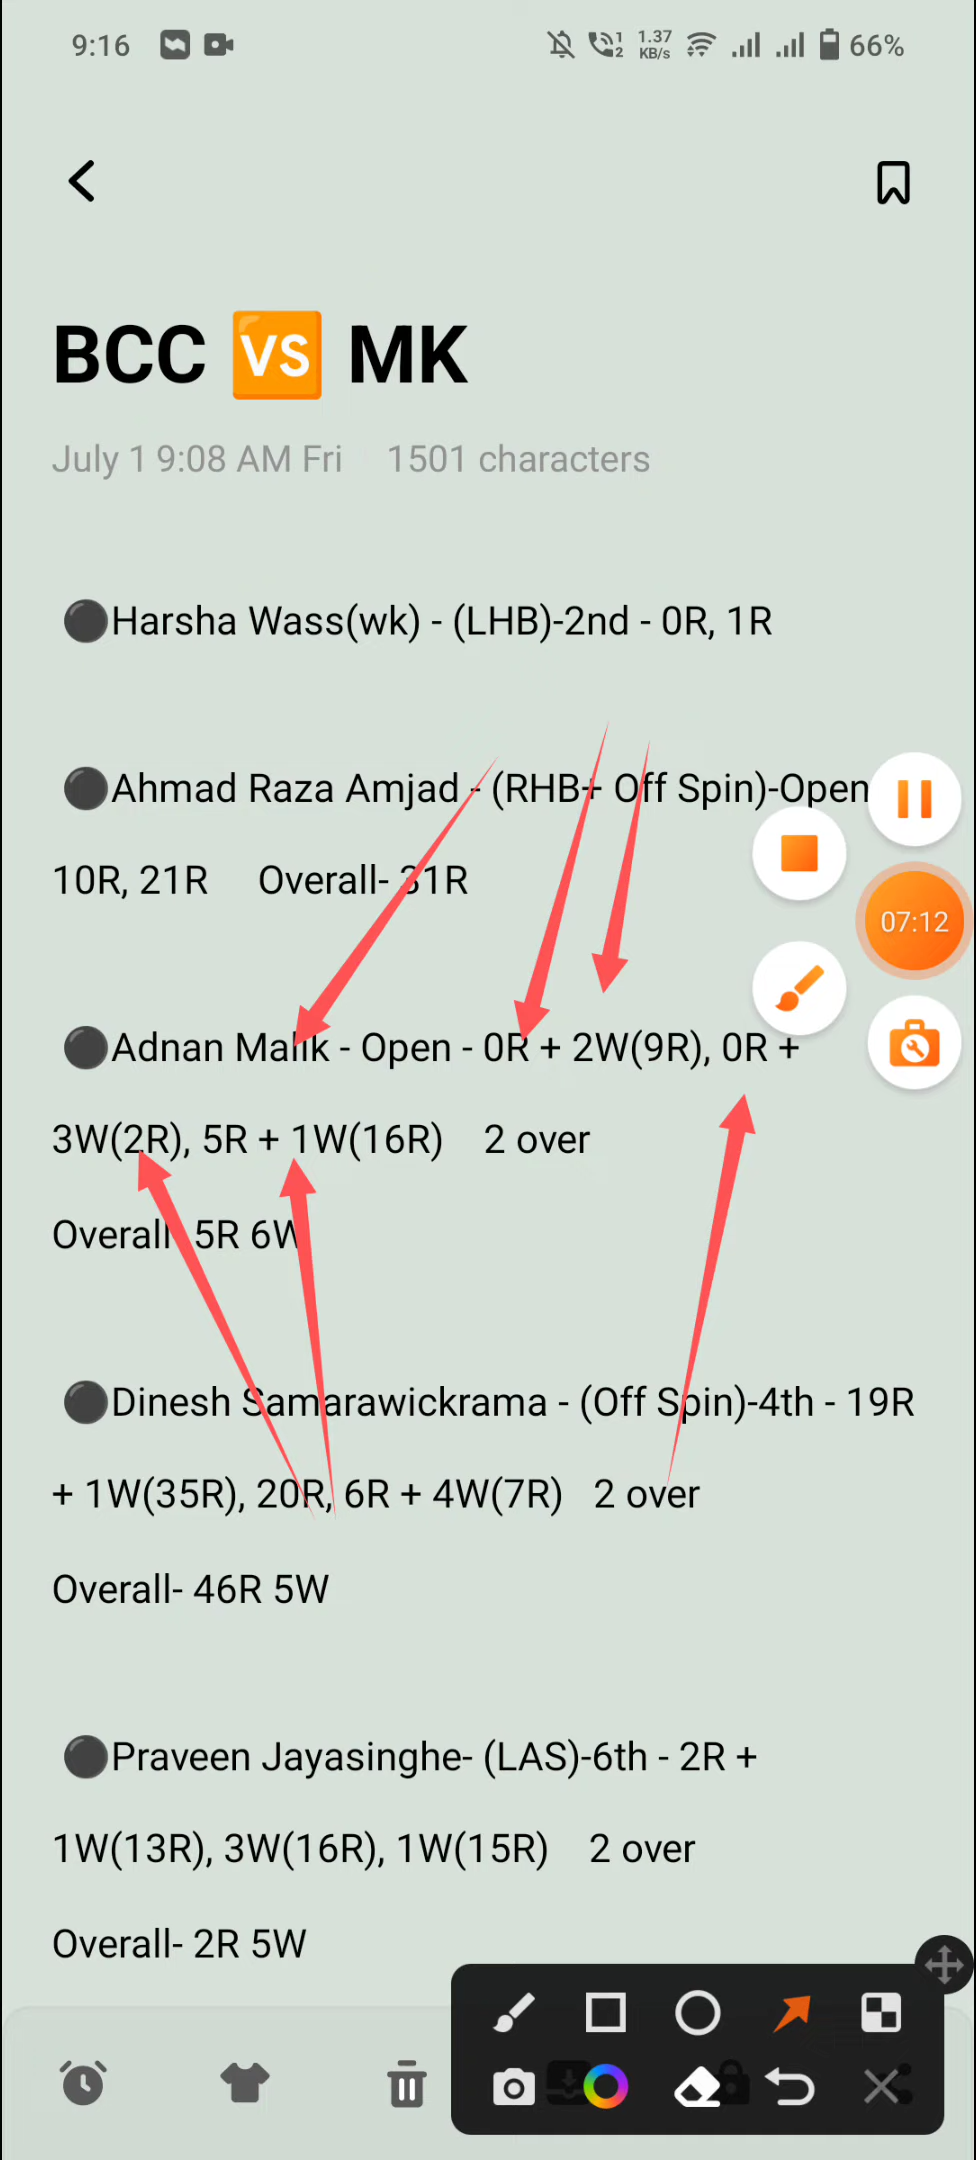 9:16
1 2 1.37 KB/s 66%
BCC VS MK
July 1 9:08 AM Fri 1501 characters
Harsha Wass(wk) - (LHB)-2nd - 0R, 1R
Ahmad Raza Amjad - (RHB+ Off Spin)-Open
10R, 21R Overall- 31R
07:12
Adnan Malik - Open - 0R + 2W(9R), 0R +
3W(2R), 5R + 1W(16R) 2 over
Overall- 5R 6W
Dinesh Samarawickrama - (Off Spin)-4th - 19R
+ 1W(35R), 20R, 6R + 4W(7R) 2 over
Overall- 46R 5W
Praveen Jayasinghe- (LAS)-6th - 2R +
1W(13R), 3W(16R), 1W(15R) 2 over
Overall- 2R 5W